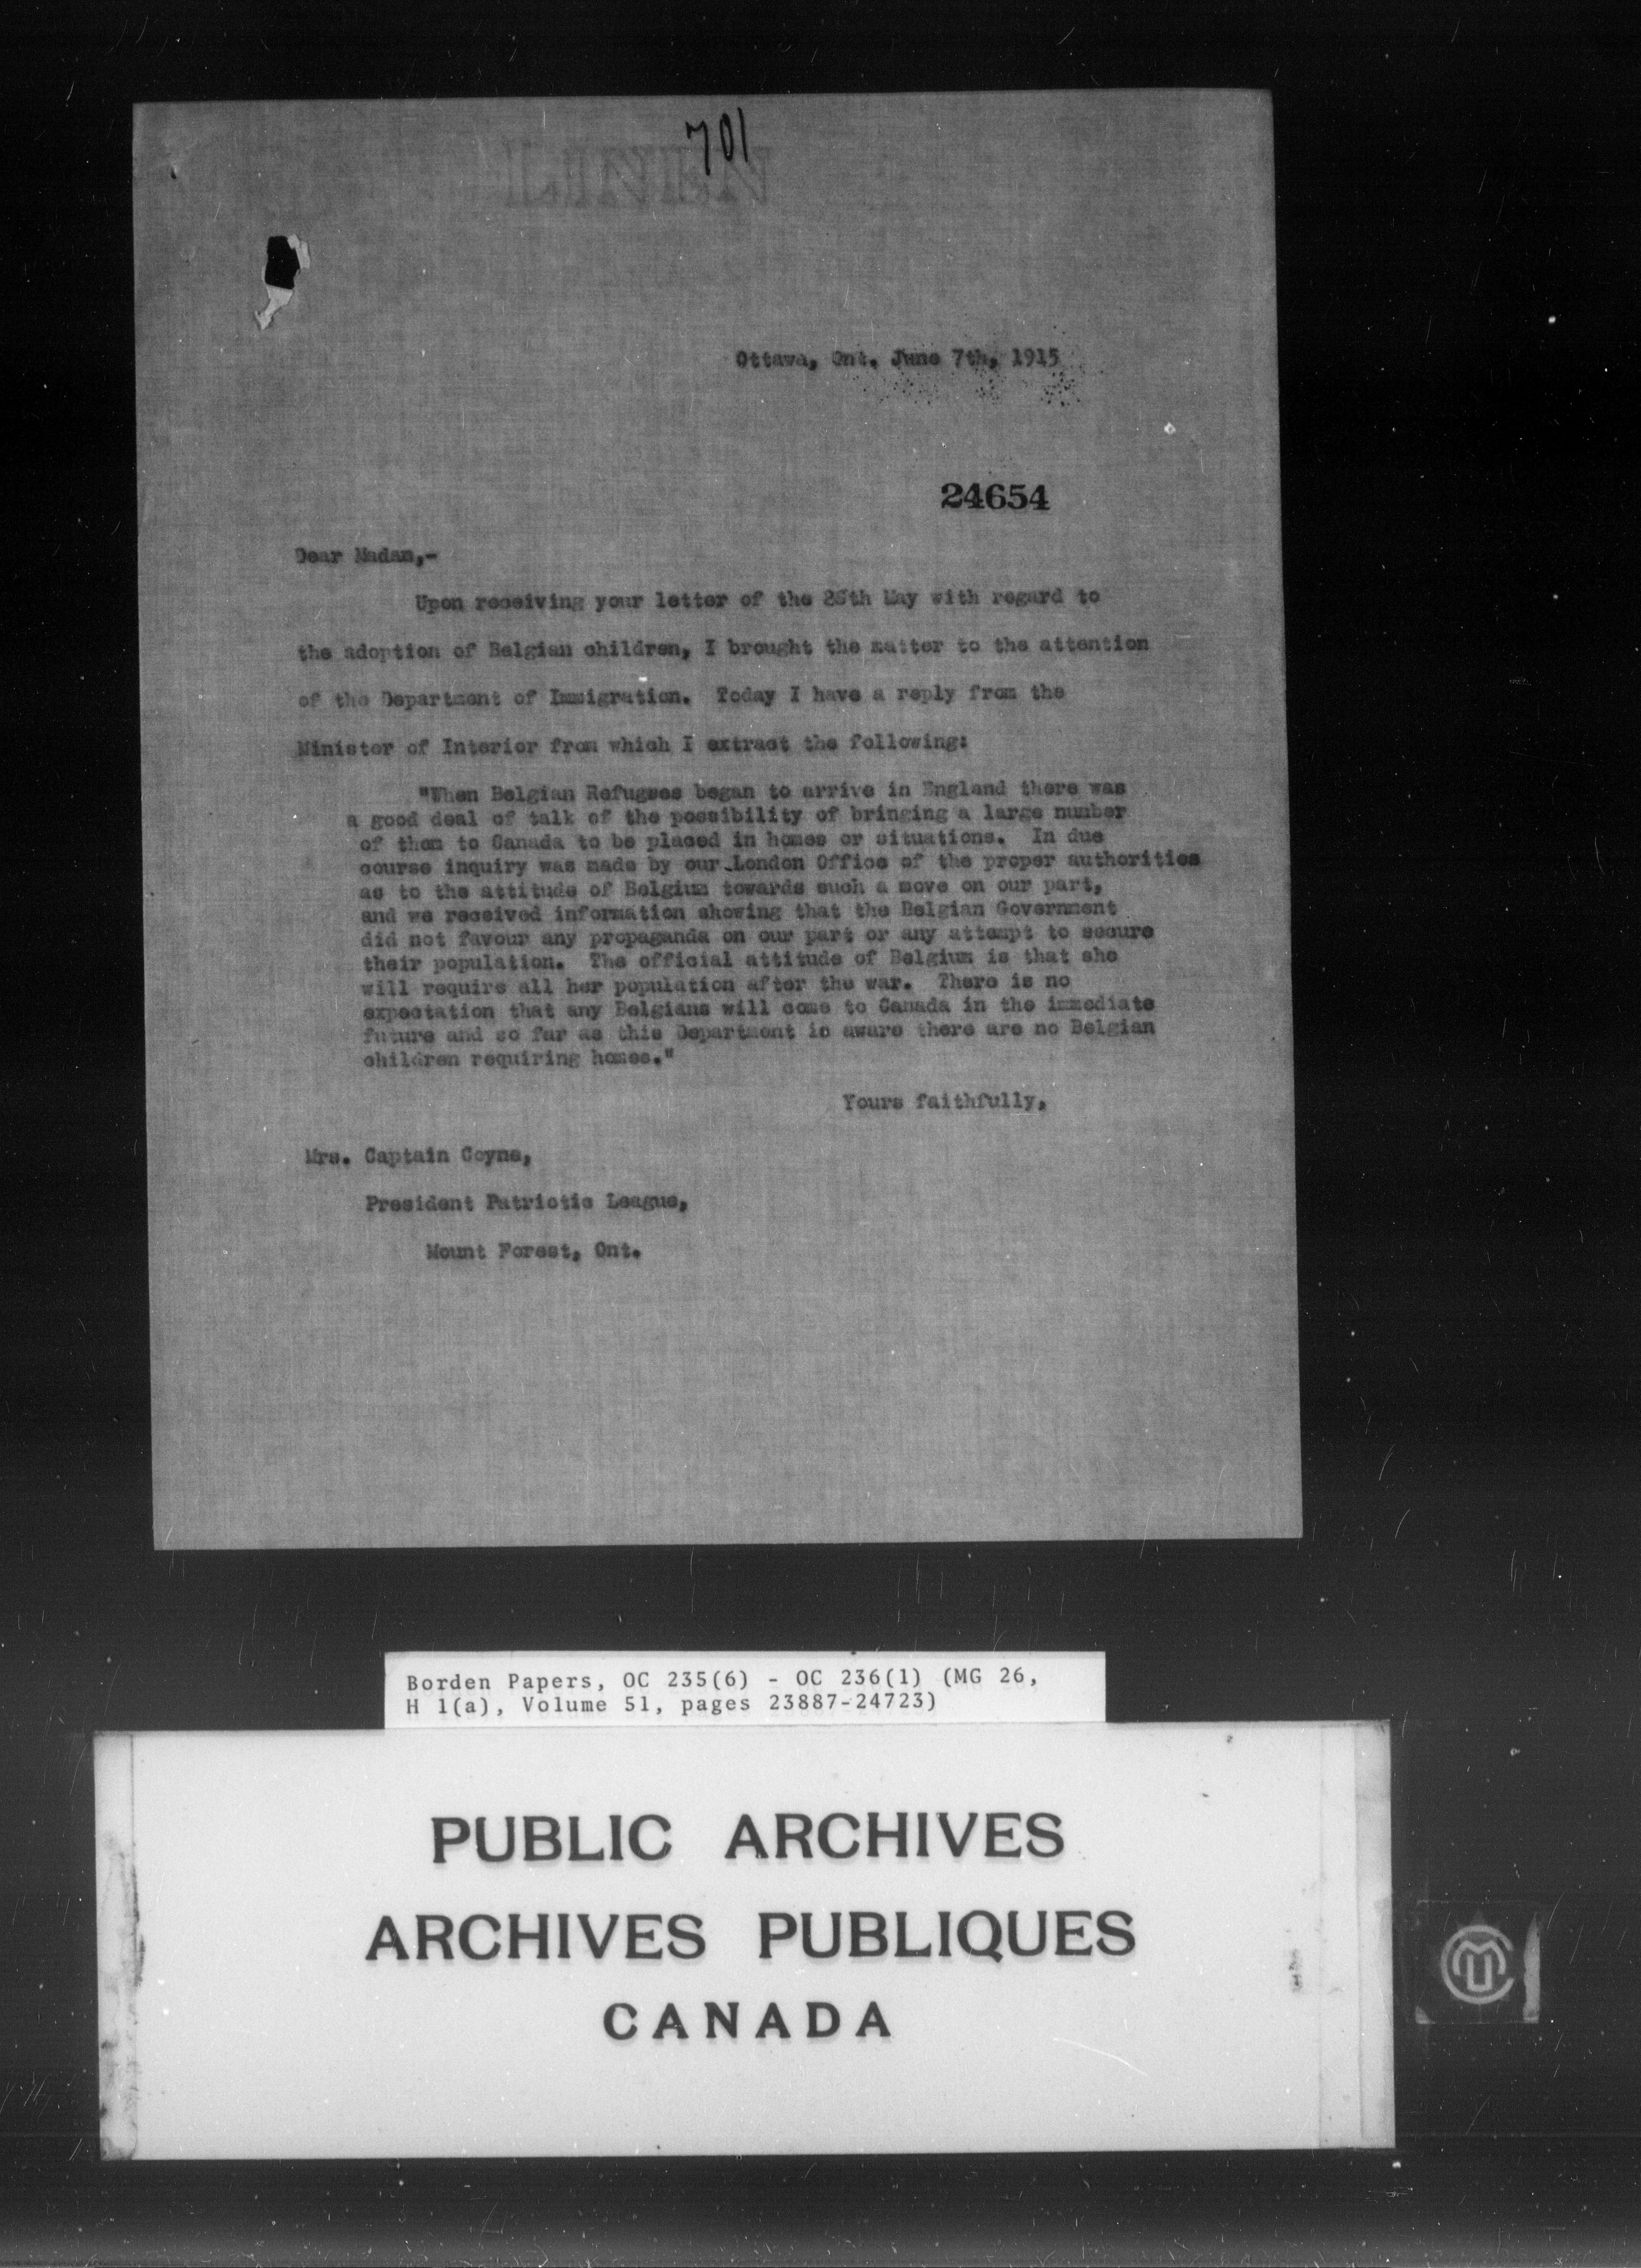 701
LINEN
Ottawa, Ont. June 7th, 1915
24654
Dear Madam,-
Upon receiving your letter of the 26th May with regard to
the adoption of Belgian children, I brought the matter to the attention
of the Department of Immigration. Today I have a reply from the
Minister of Interior from which I extract the following:
"When Belgian Refugees began to arrive in England there was
a good deal of talk of the possibility of bringing a large number
of them to Canada to be placed in homes or situations. In due
course inquiry was made by our London Office of the proper authorities
as to the attitude of Belgium towards such a move on our part,
and we received information showing that the Belgian Government
did not favour any propaganda on our part or any attempt to secure
their population. The official attitude of Belgium is that she
will require all her population after the war. There is no
expectation that any Belgians will come to Canada in the immediate
future and so far as this Department is aware there are no Belgian
children requiring homes."
Yours faithfully,
Mrs. Captain Coyne,
President Patriotic League,
Mount Forest, Ont.
Borden Papers, OC 235(6) - OC 236(1) (MG 26,
H 1(a), Volume 51, pages 23887-24723)
PUBLIC ARCHIVES
ARCHIVES PUBLIQUES
CANADA